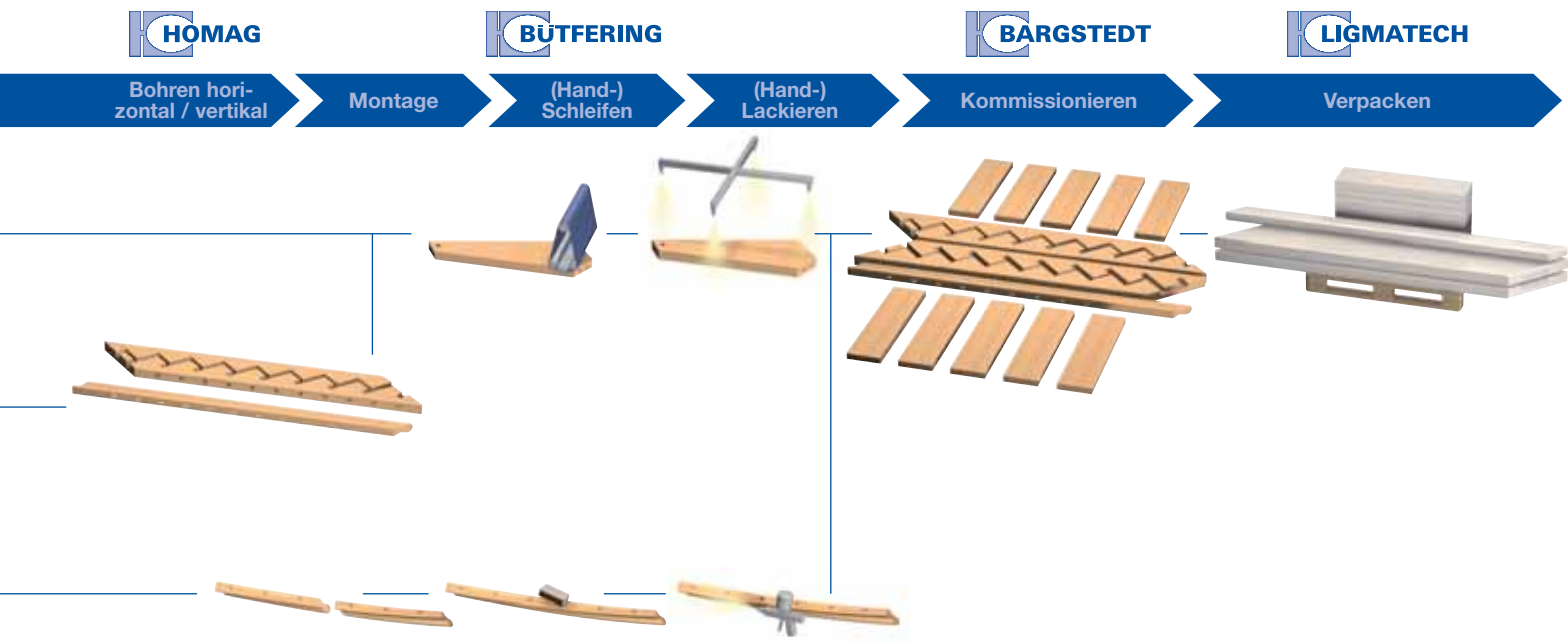 HOMAG
BÜTFERING
BARGSTEDT
LIGMATECH
Bohren hori-
zontal / vertikal
Montage
(Hand-)
Schleifen
(Hand-)
Lackieren
Kommissionieren
Verpacken